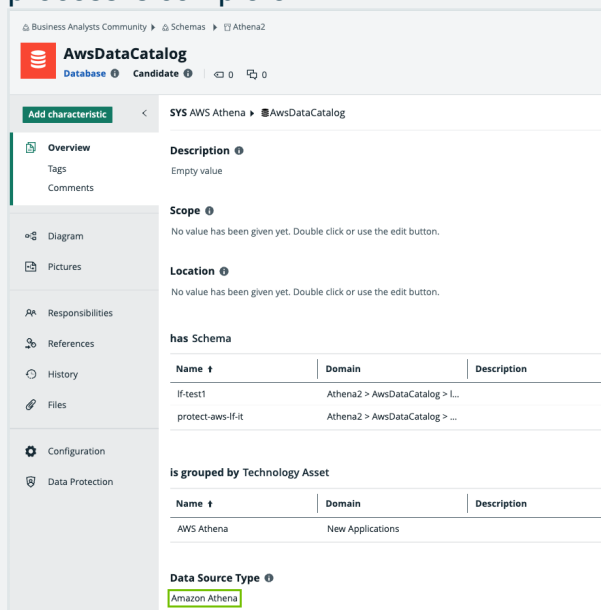 Business Analysts Community Schemas Athena2
AwsDataCatalog
Database Candidate 0 0
Add characteristic
SYS AWS Athena AwsDataCatalog
Overview
Tags
Comments
Diagram
Pictures
Responsibilities
References
History
Files
Configuration
Data Protection
Description
Empty value
Scope
No value has been given yet. Double click or use the edit button.
Location
No value has been given yet. Double click or use the edit button.
has Schema
Name ↑ Domain Description
lf-test1 Athena2 > AwsDataCatalog > l...
protect-aws-lf-it Athena2 > AwsDataCatalog > ...
is grouped by Technology Asset
Name ↑ Domain Description
AWS Athena New Applications
Data Source Type
Amazon Athena